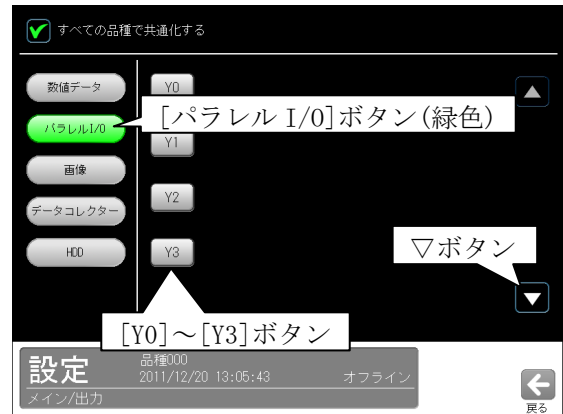 すべての品種で共通化する
数値データ
Y0
[パラレル I/O]ボタン(緑色)
パラレルI/O
Y1
画像
Y2
データコレクター
HDD
Y3
▽ボタン
[Y0]～[Y3]ボタン
設定
品種000
2011/12/20 13:05:43
オフライン
メイン/出力
戻る